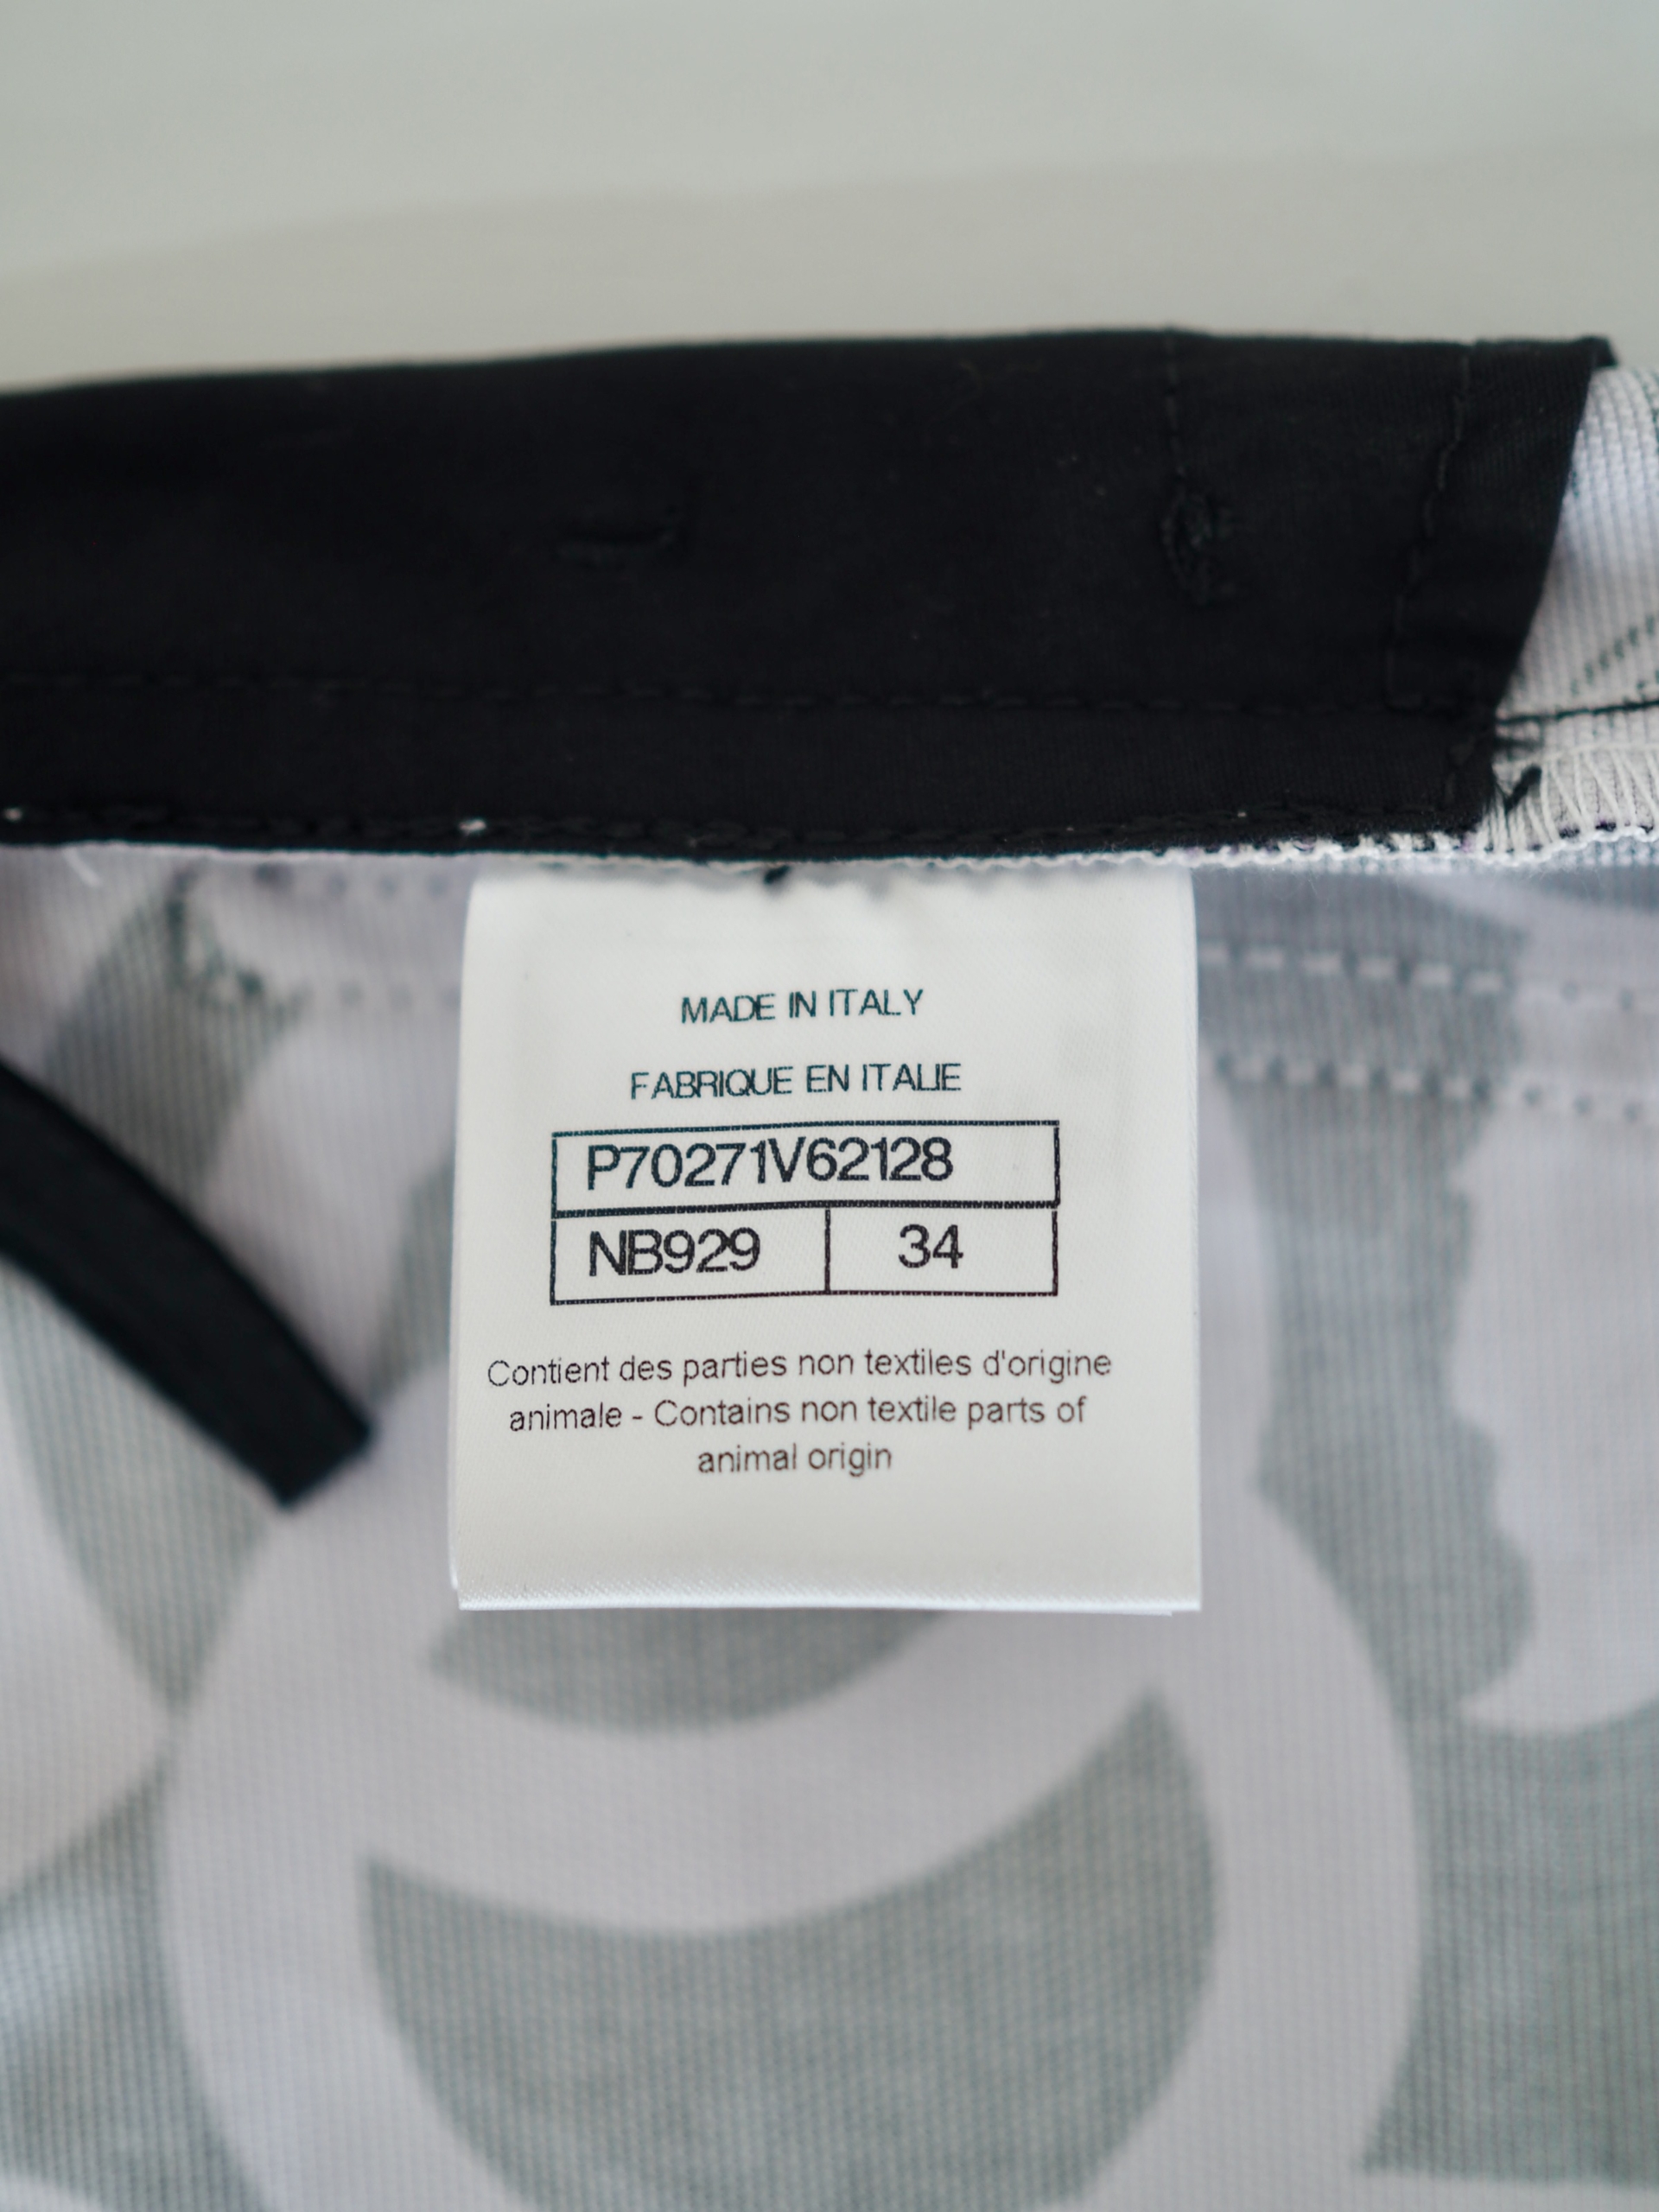 MADE IN ITALY
FABRIQUE EN ITALIE
P70271V62128
NB929 34
Contient des parties non textiles d'origine
animale - Contains non textile parts of
animal origin